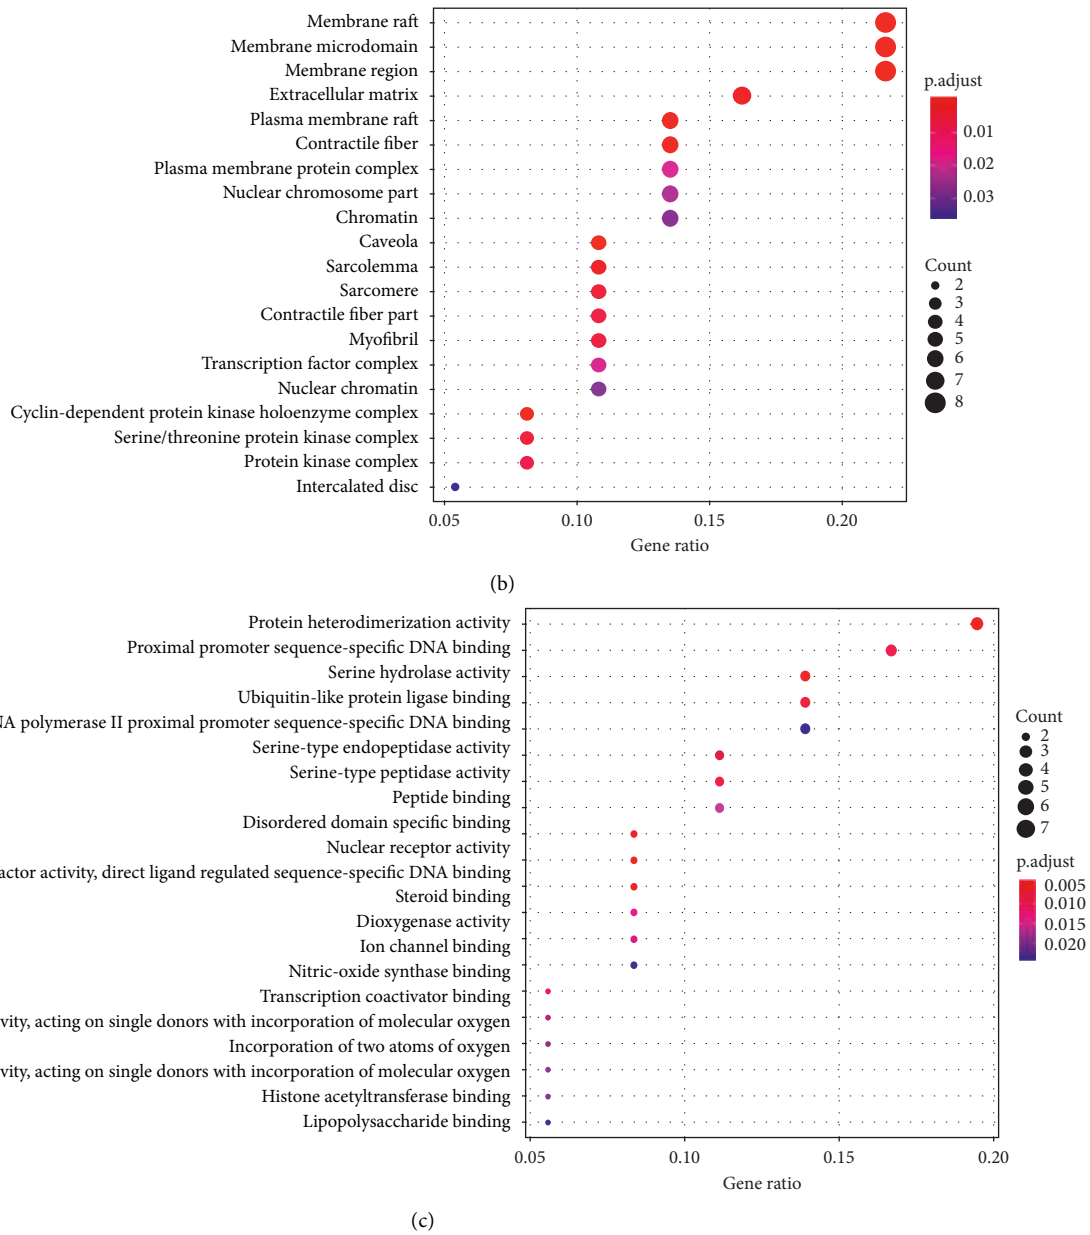 Membrane raft
Membrane microdomain
Membrane region
Extracellular matrix
Plasma membrane raft
Contractile fiber
Plasma membrane protein complex
Nuclear chromosome part
Chromatin
Caveola
Sarcolemma
Sarcomere
Contractile fiber part
Myofibril
Transcription factor complex
Nuclear chromatin
Cyclin-dependent protein kinase holoenzyme complex
Serine/threonine protein kinase complex
Protein kinase complex
Intercalated disc
0.05 0.10 0.15 0.20
Gene ratio
p.adjust
0.01
0.02
0.03
Count
2
3
4
5
6
7
8
(b)
Protein heterodimerization activity
Proximal promoter sequence-specific DNA binding
Serine hydrolase activity
Ubiquitin-like protein ligase binding
NA polymerase II proximal promoter sequence-specific DNA binding
Serine-type endopeptidase activity
Serine-type peptidase activity
Peptide binding
Disordered domain specific binding
Nuclear receptor activity
actor activity, direct ligand regulated sequence-specific DNA binding
Steroid binding
Dioxygenase activity
Ion channel binding
Nitric-oxide synthase binding
Transcription coactivator binding
vity, acting on single donors with incorporation of molecular oxygen
Incorporation of two atoms of oxygen
vity, acting on single donors with incorporation of molecular oxygen
Histone acetyltransferase binding
Lipopolysaccharide binding
0.05 0.10 0.15 0.20
Gene ratio
Count
2
3
4
5
6
7
p.adjust
0.005
0.010
0.015
0.020
(c)